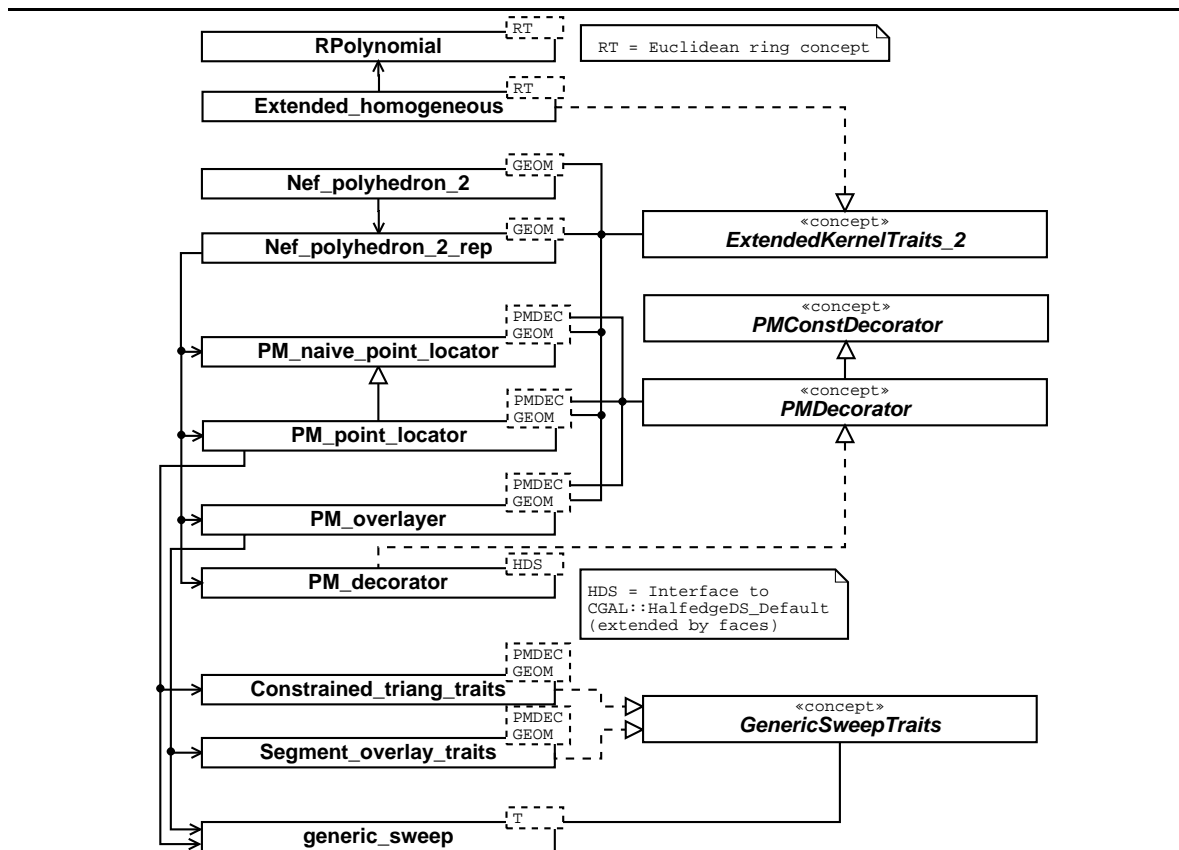 RT
RPolynomial
RT = Euclidean ring concept
RT
Extended_homogeneous
GEOM
Nef_polyhedron_2
GEOM
Nef_polyhedron_2_rep
«concept»
ExtendedKernelTraits_2
PMDEC
GEOM
PM_naive_point_locator
«concept»
PMConstDecorator
PMDEC
GEOM
PM_point_locator
«concept»
PMDecorator
PMDEC
GEOM
PM_overlayer
HDS
PM_decorator
HDS = Interface to
CGAL::HalfedgeDS_Default
(extended by faces)
PMDEC
GEOM
Constrained_triang_traits
PMDEC
GEOM
Segment_overlay_traits
«concept»
GenericSweepTraits
T
generic_sweep